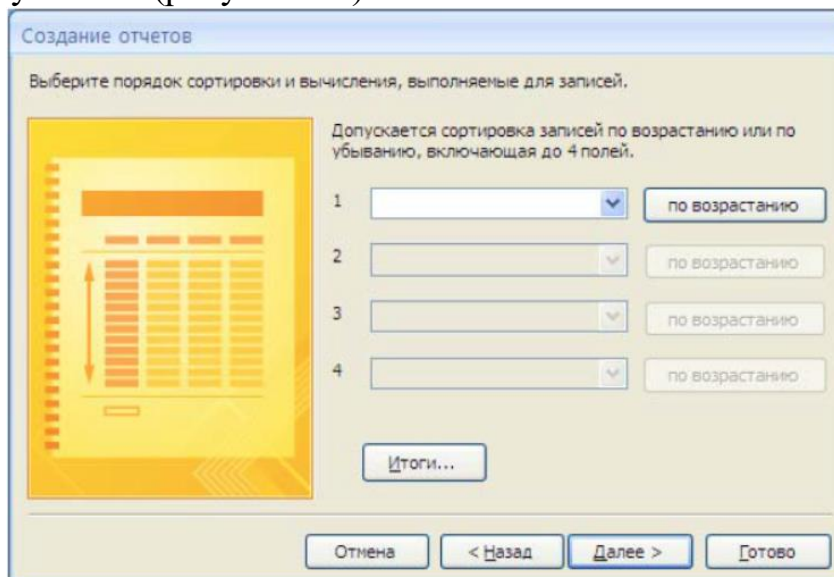 Создание отчетов
Выберите порядок сортировки и вычисления, выполняемые для записей.
Допускается сортировка записей по возрастанию или по
убыванию, включающая до 4 полей.
1 по возрастанию
2 по возрастанию
3 по возрастанию
4 по возрастанию
Итоги...
Отмена < Назад Далее > Готово